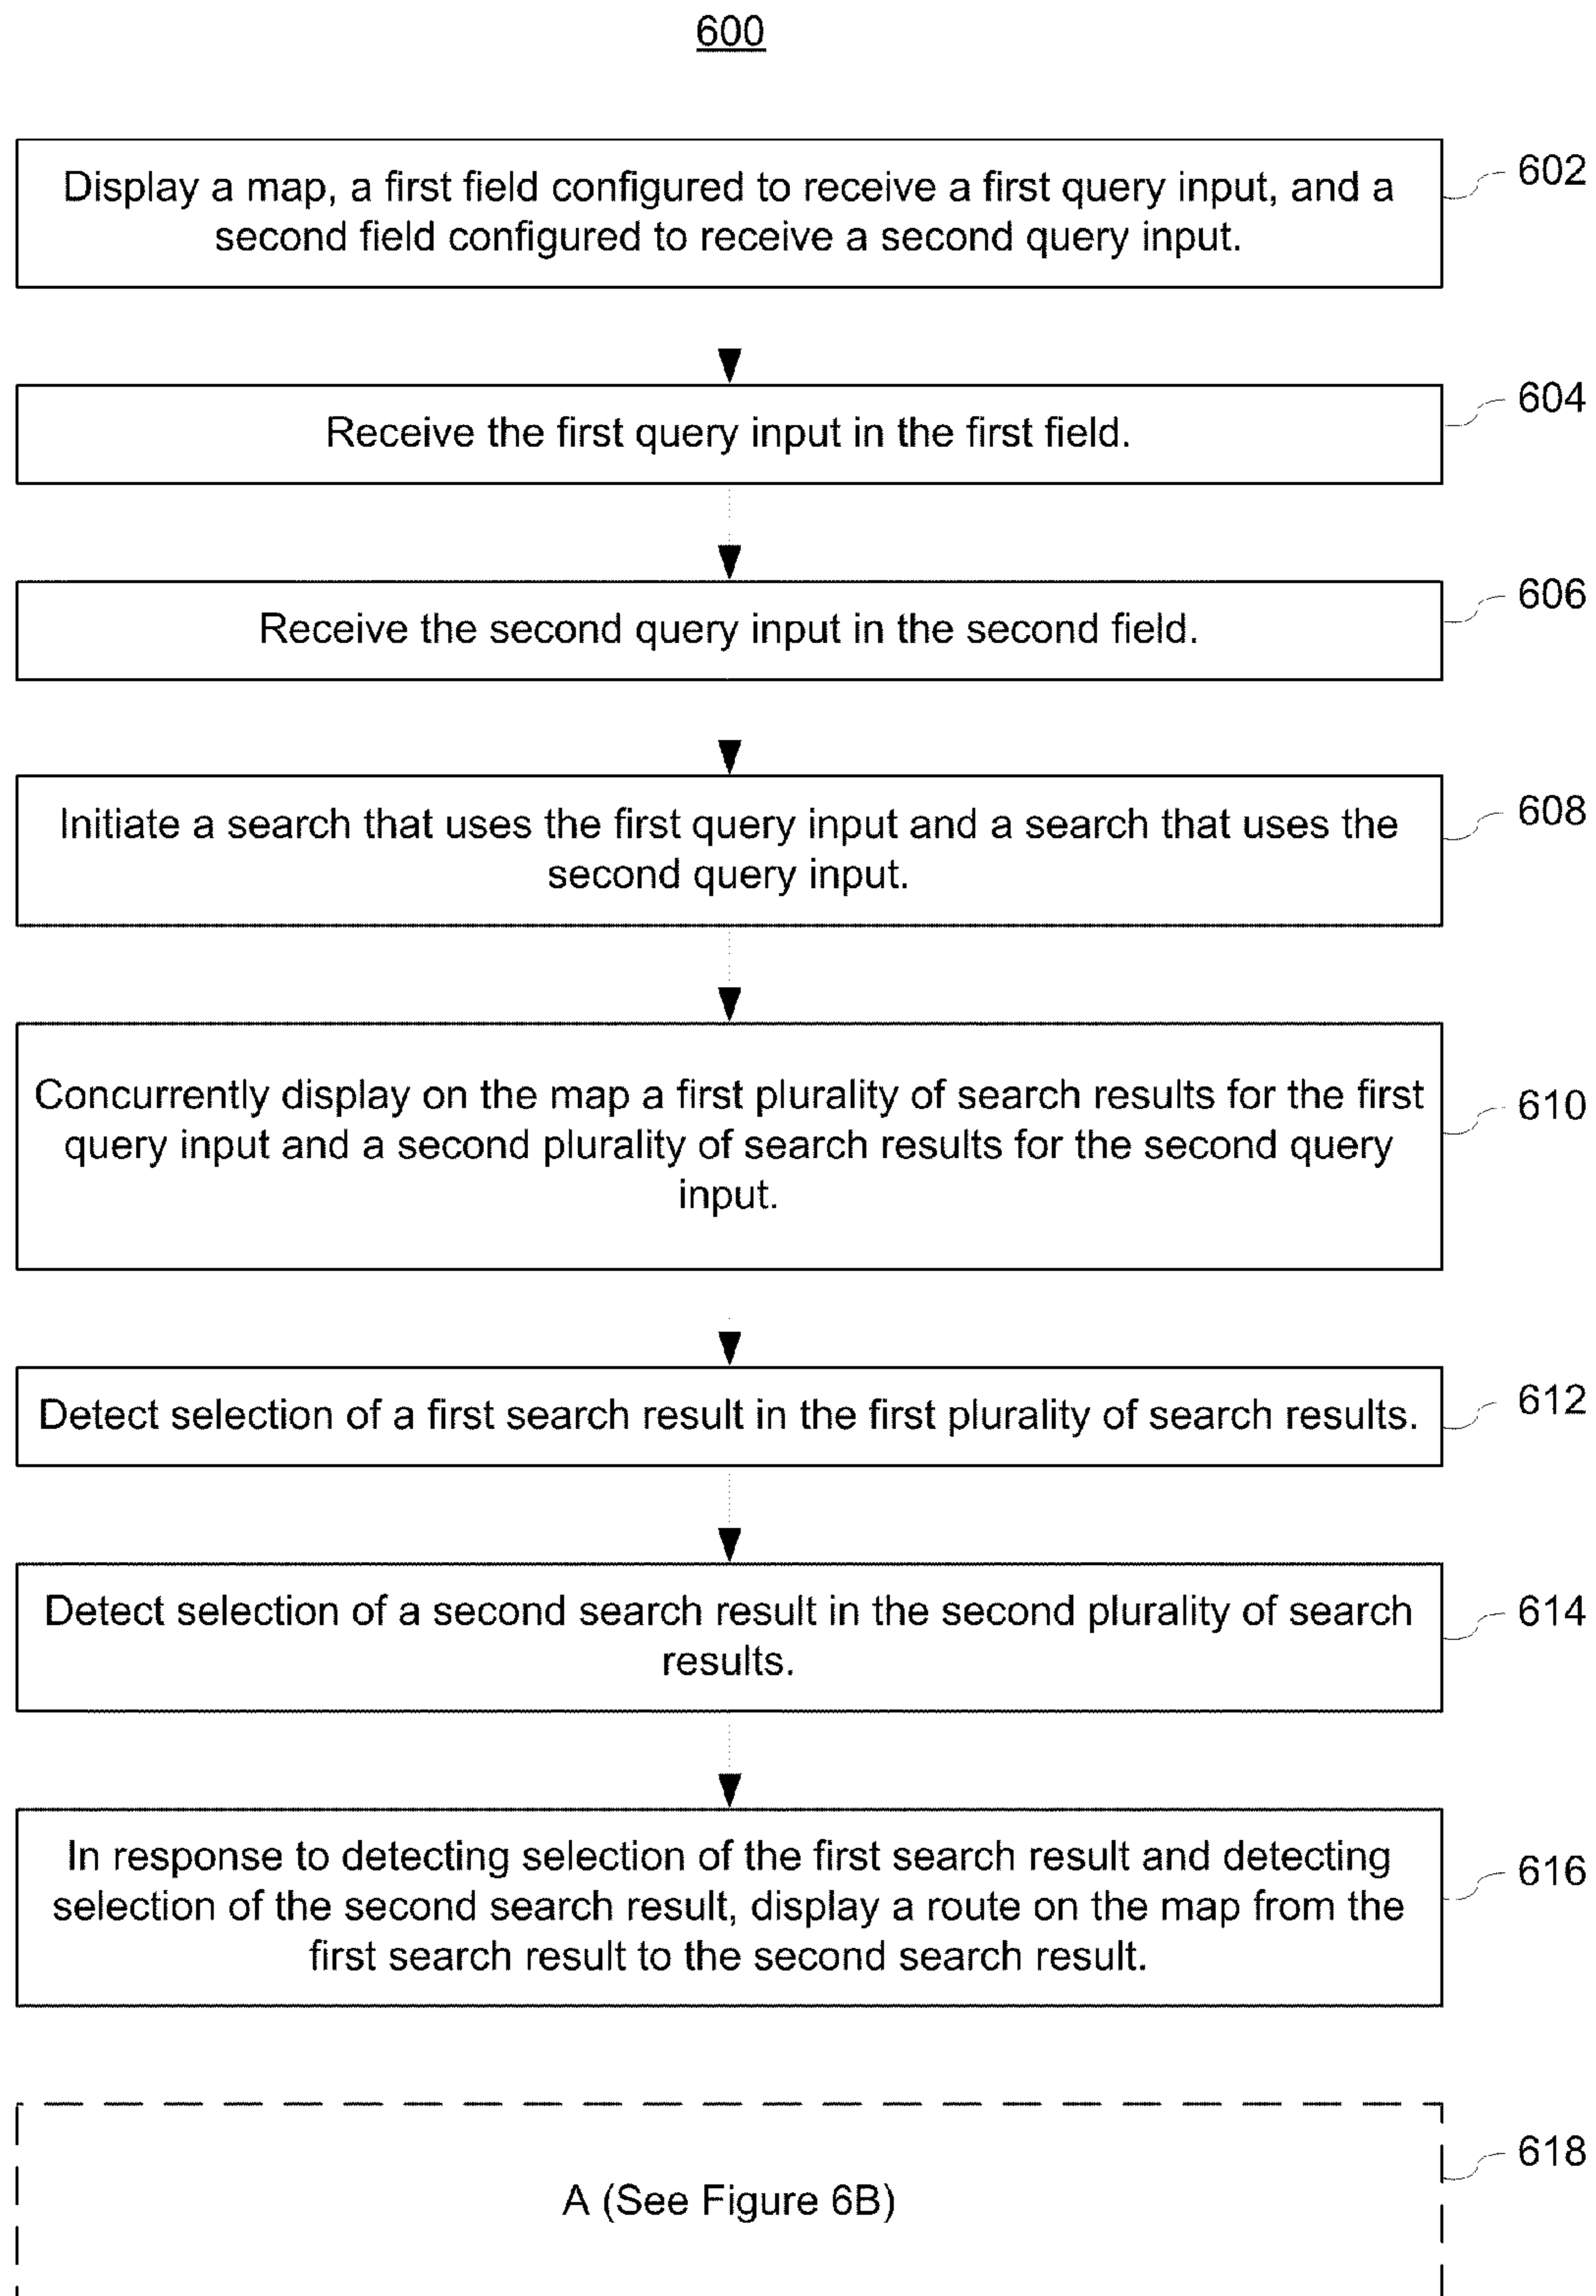 600
Display a map, a first field configured to receive a first query input, and a
second field configured to receive a second query input.
602
Receive the first query input in the first field.
604
Receive the second query input in the second field.
606
Initiate a search that uses the first query input and a search that uses the
second query input.
608
Concurrently display on the map a first plurality of search results for the first
query input and a second plurality of search results for the second query
input.
610
Detect selection of a first search result in the first plurality of search results.
612
Detect selection of a second search result in the second plurality of search
results.
614
In response to detecting selection of the first search result and detecting
selection of the second search result, display a route on the map from the
first search result to the second search result.
616
A (See Figure 6B)
618